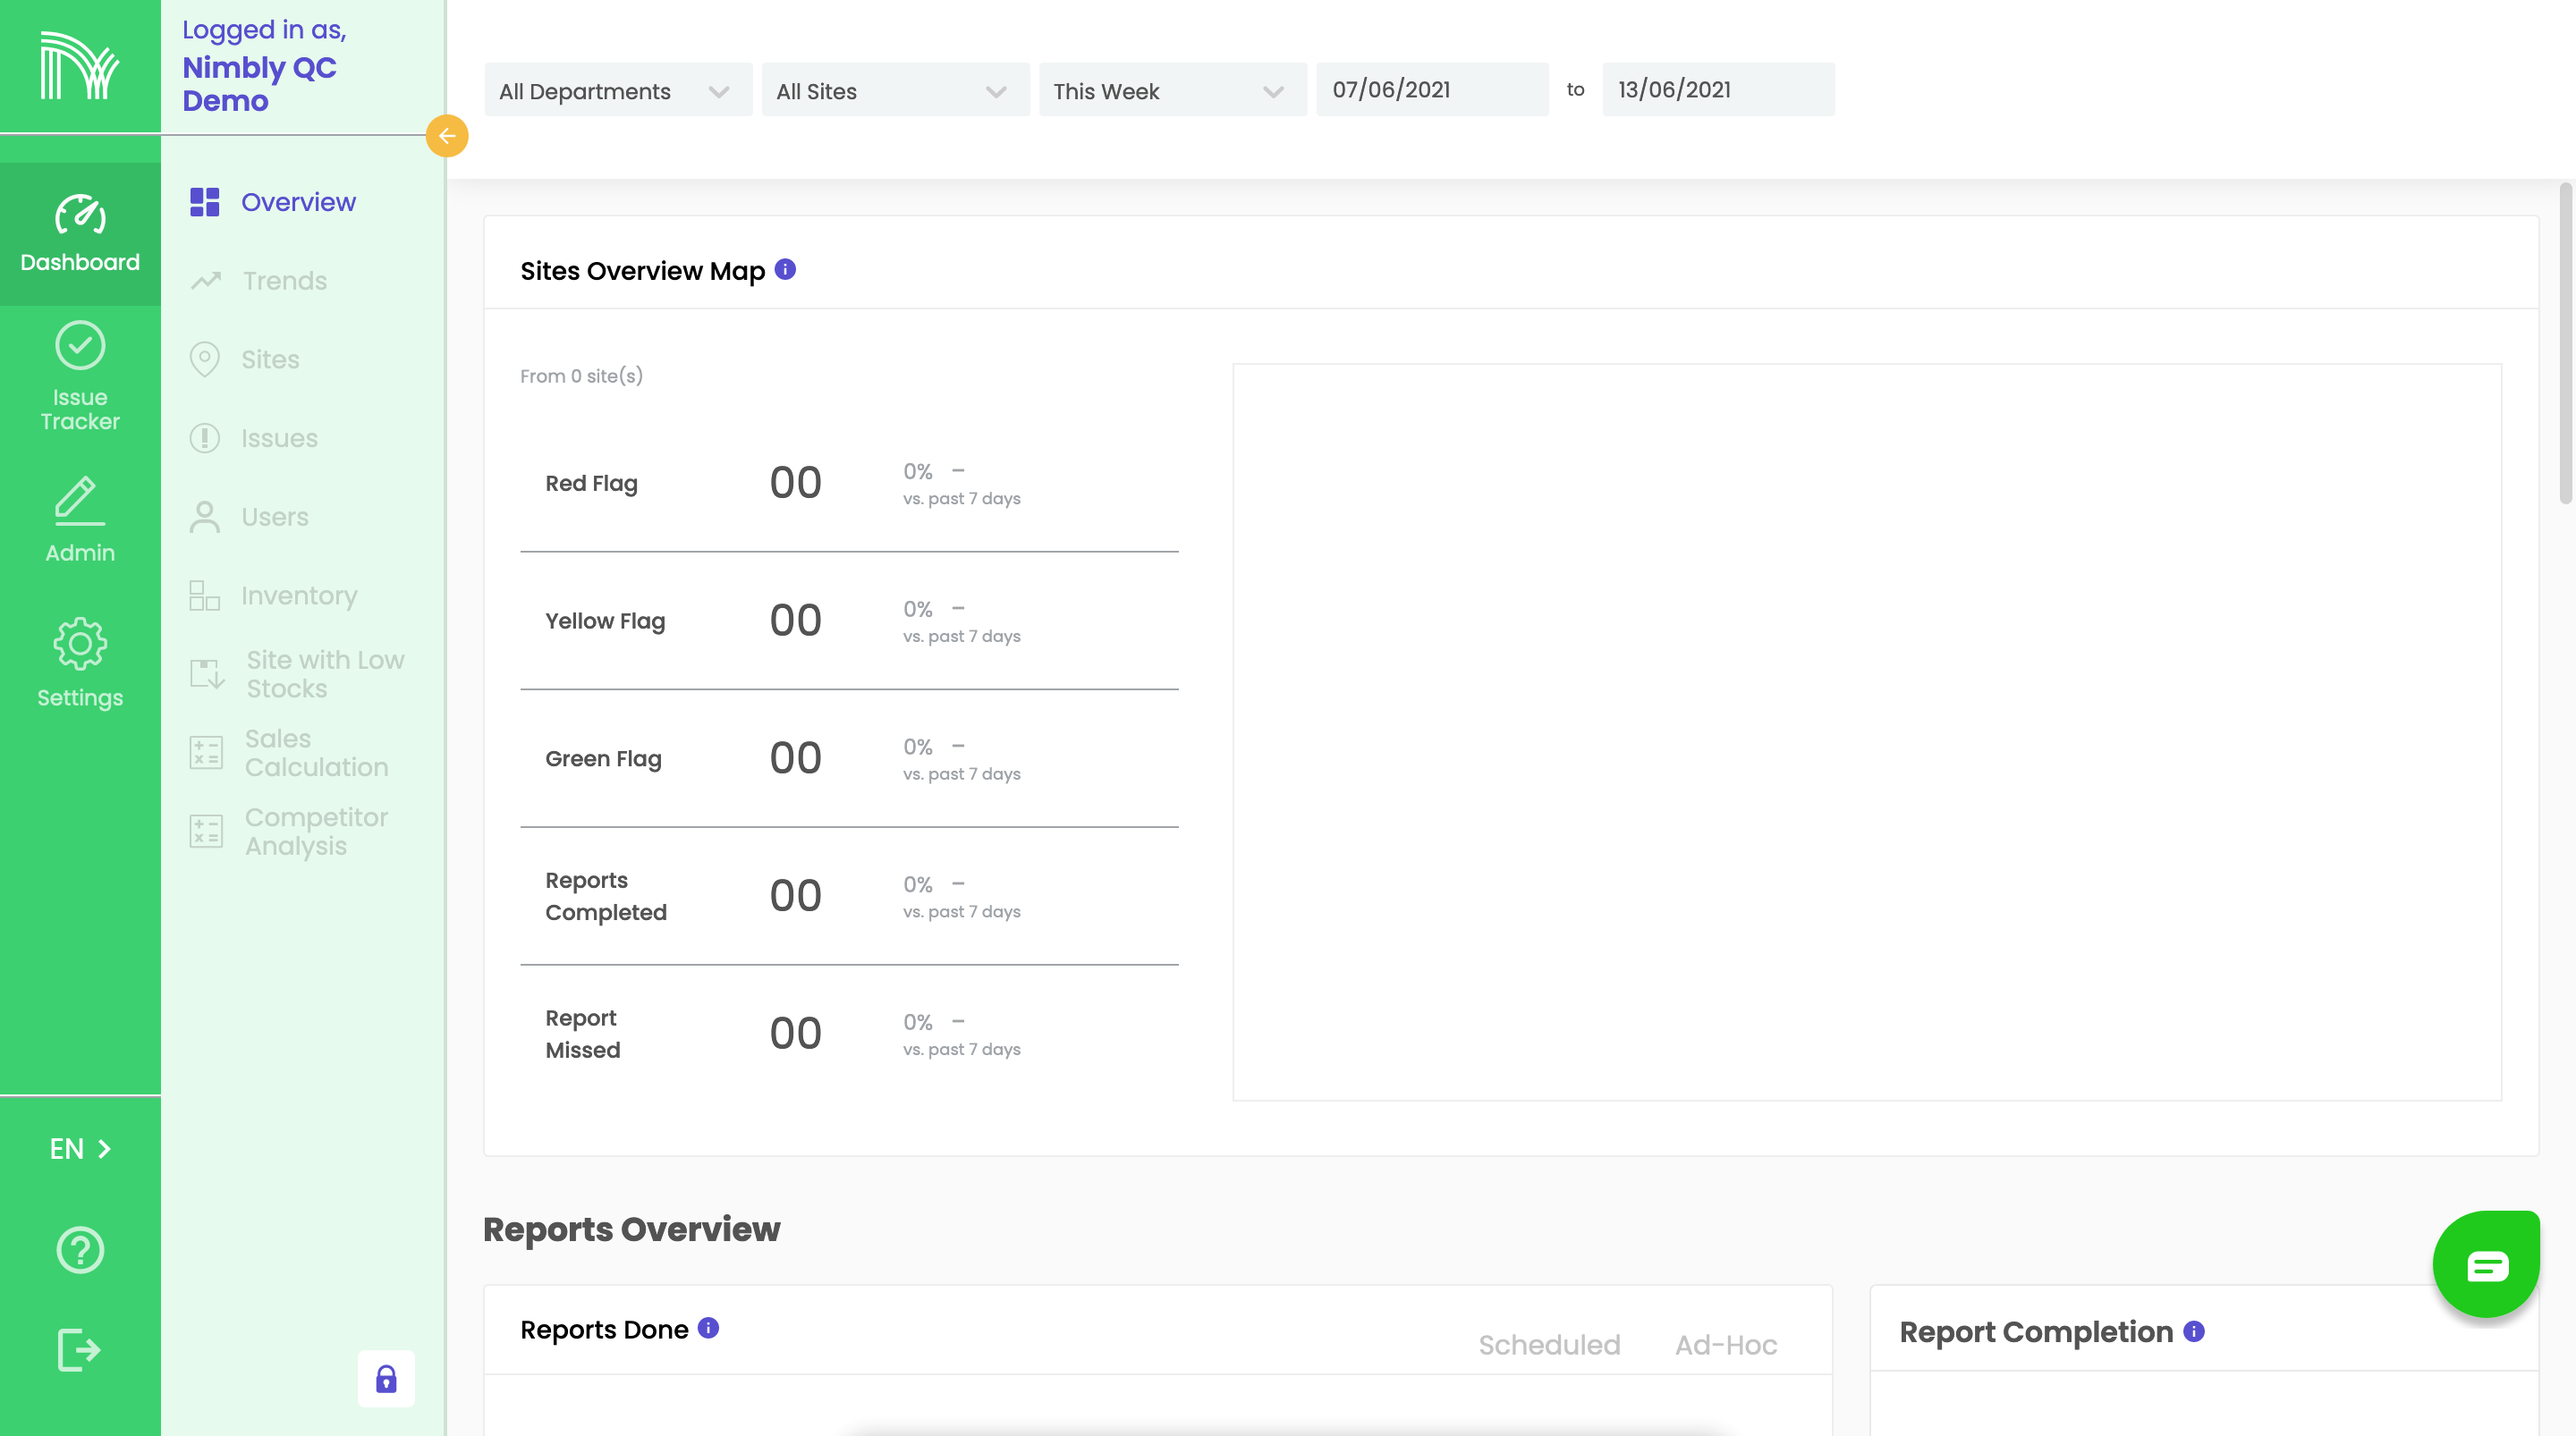 Logged in as,
Nimbly QC
Demo
Dashboard
Issue
Tracker
Admin
Settings
EN
Overview
Trends
Sites
Issues
Users
Inventory
Site with Low
Stocks
Sales
Calculation
Competitor
Analysis
All Departments
All Sites
This Week
07/06/2021
to
13/06/2021
Sites Overview Map
From 0 site(s)
Red Flag
00
0% –
vs. past 7 days
Yellow Flag
00
0% –
vs. past 7 days
Green Flag
00
0% –
vs. past 7 days
Reports
Completed
00
0% –
vs. past 7 days
Report
Missed
00
0% –
vs. past 7 days
Reports Overview
Reports Done
Scheduled
Ad-Hoc
Report Completion